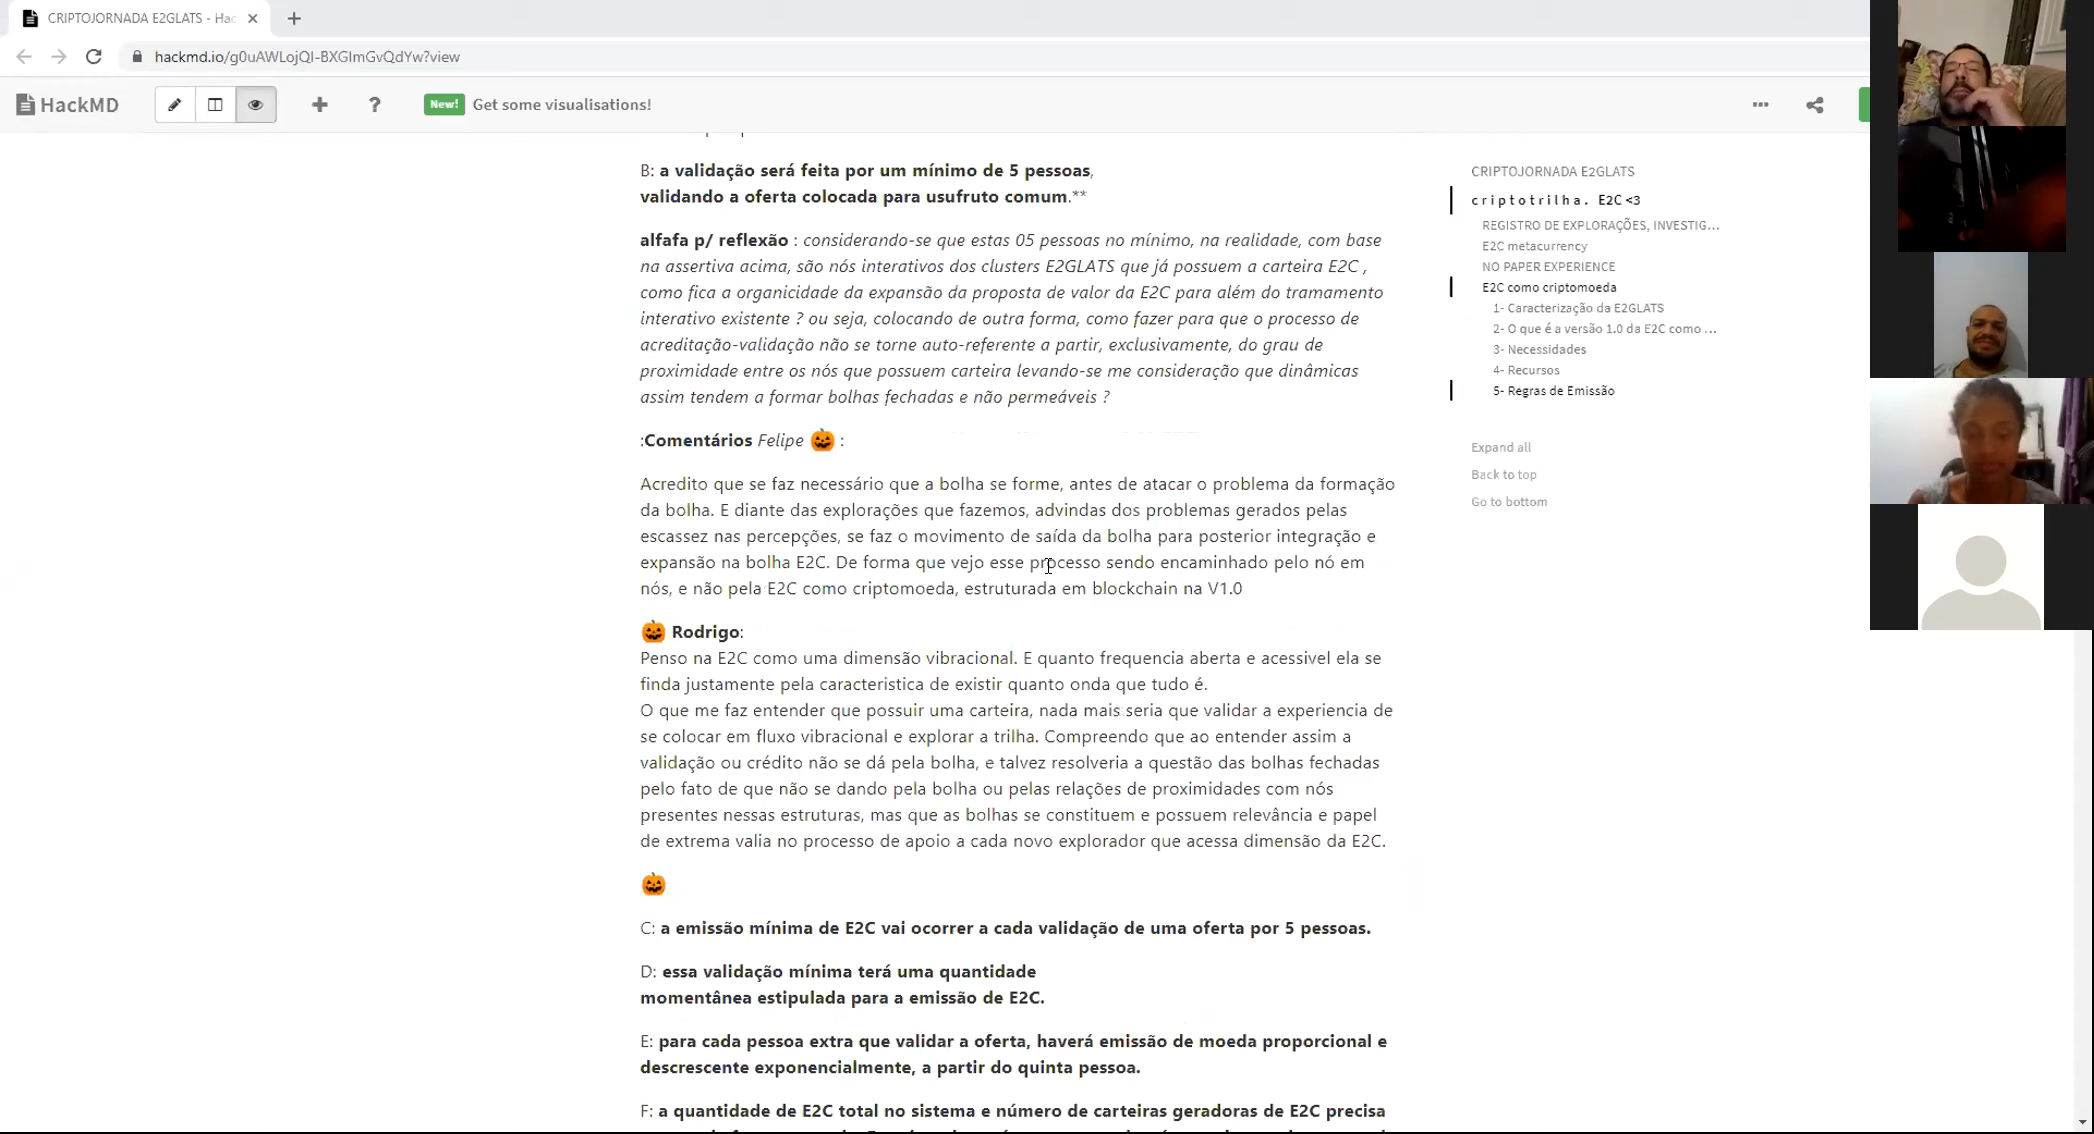 CRIPTOJORNADA E2GLATS - Hac
hackmd.io/g0uAWLojQI-BXGlmGvQdYw?view
HackMD
New! Get some visualisations!
B: a validação será feita por um mínimo de 5 pessoas,
validando a oferta colocada para usufruto comum.**
alfafa p/ reflexão : considerando-se que estas 05 pessoas no mínimo, na realidade, com base
na assertiva acima, são nós interativos dos clusters E2GLATS que já possuem a carteira E2C ,
como fica a organicidade da expansão da proposta de valor da E2C para além do tramamento
interativo existente ? ou seja, colocando de outra forma, como fazer para que o processo de
acreditação-validação não se torne auto-referente a partir, exclusivamente, do grau de
proximidade entre os nós que possuem carteira levando-se me consideração que dinâmicas
assim tendem a formar bolhas fechadas e não permeáveis ?
:Comentários Felipe 🎃 :
Acredito que se faz necessário que a bolha se forme, antes de atacar o problema da formação
da bolha. E diante das explorações que fazemos, advindas dos problemas gerados pelas
escassez nas percepções, se faz o movimento de saída da bolha para posterior integração e
expansão na bolha E2C. De forma que vejo esse processo sendo encaminhado pelo nó em
nós, e não pela E2C como criptomoeda, estruturada em blockchain na V1.0
🎃 Rodrigo:
Penso na E2C como uma dimensão vibracional. E quanto frequencia aberta e acessivel ela se
finda justamente pela caracteristica de existir quanto onda que tudo é.
O que me faz entender que possuir uma carteira, nada mais seria que validar a experiencia de
se colocar em fluxo vibracional e explorar a trilha. Compreendo que ao entender assim a
validação ou crédito não se dá pela bolha, e talvez resolveria a questão das bolhas fechadas
pelo fato de que não se dando pela bolha ou pelas relações de proximidades com nós
presentes nessas estruturas, mas que as bolhas se constituem e possuem relevância e papel
de extrema valia no processo de apoio a cada novo explorador que acessa dimensão da E2C.
🎃
C: a emissão mínima de E2C vai ocorrer a cada validação de uma oferta por 5 pessoas.
D: essa validação mínima terá uma quantidade
momentânea estipulada para a emissão de E2C.
E: para cada pessoa extra que validar a oferta, haverá emissão de moeda proporcional e
descrescente exponencialmente, a partir do quinta pessoa.
F: a quantidade de E2C total no sistema e número de carteiras geradoras de E2C precisa
CRIPTOJORNADA E2GLATS
criptotrilha. E2C <3
REGISTRO DE EXPLORAÇÕES, INVESTIG...
E2C metacurrency
NO PAPER EXPERIENCE
E2C como criptomoeda
1- Caracterização da E2GLATS
2- O que é a versão 1.0 da E2C como ...
3- Necessidades
4- Recursos
5- Regras de Emissão
Expand all
Back to top
Go to bottom